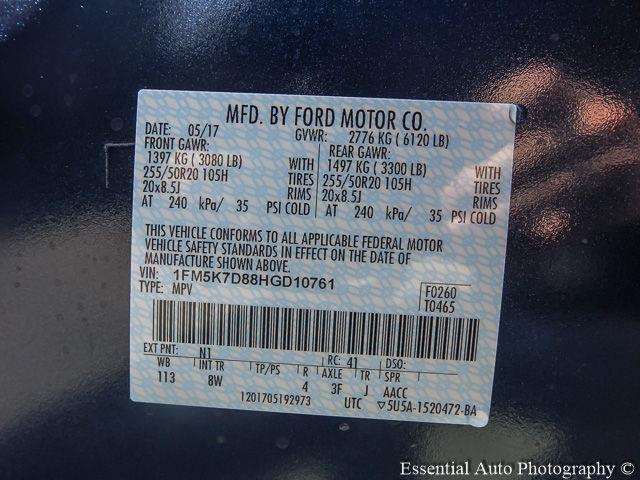 MFD. BY FORD MOTOR CO.
DATE: 05/17 GVWR: 2776 KG ( 6120 LB)
FRONT GAWR: REAR GAWR:
1397 KG ( 3080 LB) WITH 1497 KG ( 3300 LB) WITH
255/50R20 105H TIRES 255/50R20 105H TIRES
20x8.5J RIMS 20x8.5J RIMS
AT 240 kPa/ 35 PSI COLD AT 240 kPa/ 35 PSI COLD
THIS VEHICLE CONFORMS TO ALL APPLICABLE FEDERAL MOTOR
VEHICLE SAFETY STANDARDS IN EFFECT ON THE DATE OF
MANUFACTURE SHOWN ABOVE.
VIN: 1FM5K7D88HGD10761
TYPE: MPV
F0260
T0465
EXT PNT: N1 RC: 41 DSO:
WB INT TR TP/PS R AXLE TR SPR
113 8W 4 3F J AACC
1201705192973 UTC ▽5U5A-1520472-BA
Essential Auto Photography ©